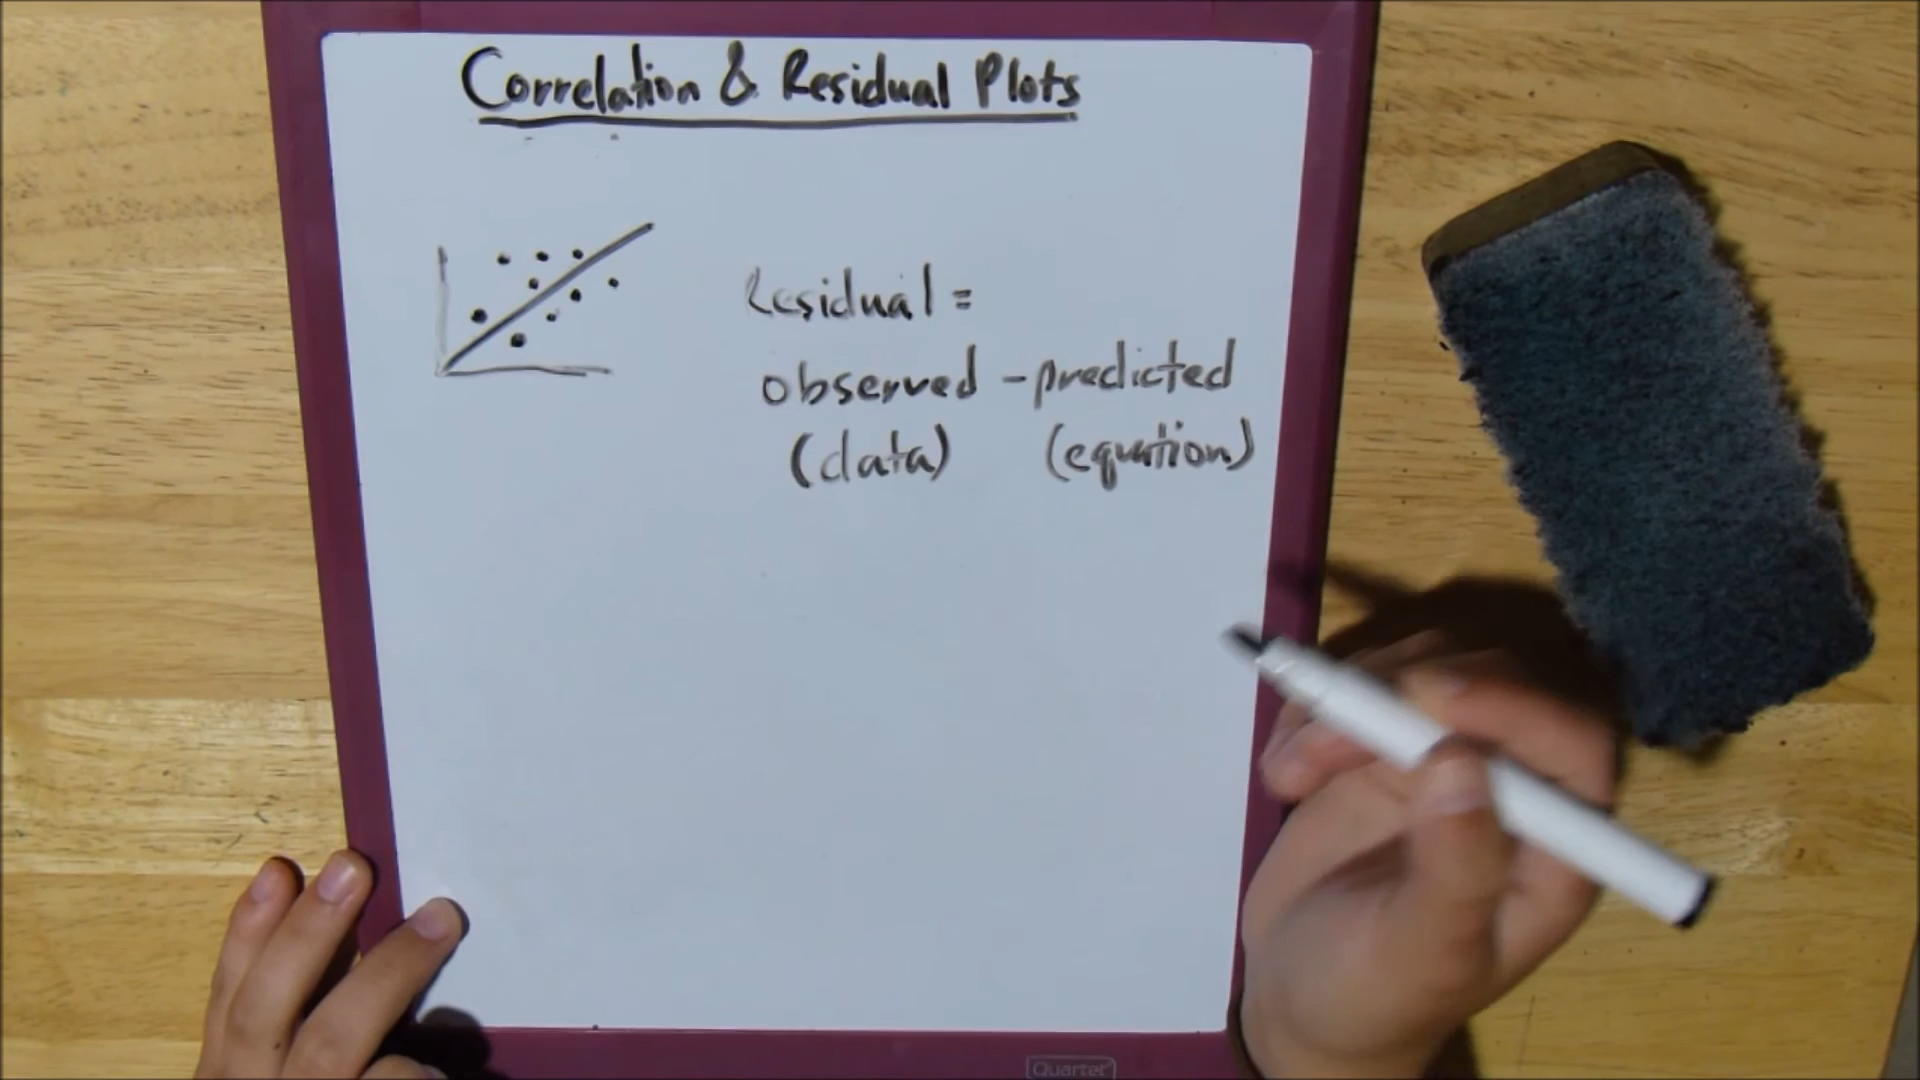 Correlation & Residual Plots
Residual =
observed - predicted
(data) (equation)
Quartet